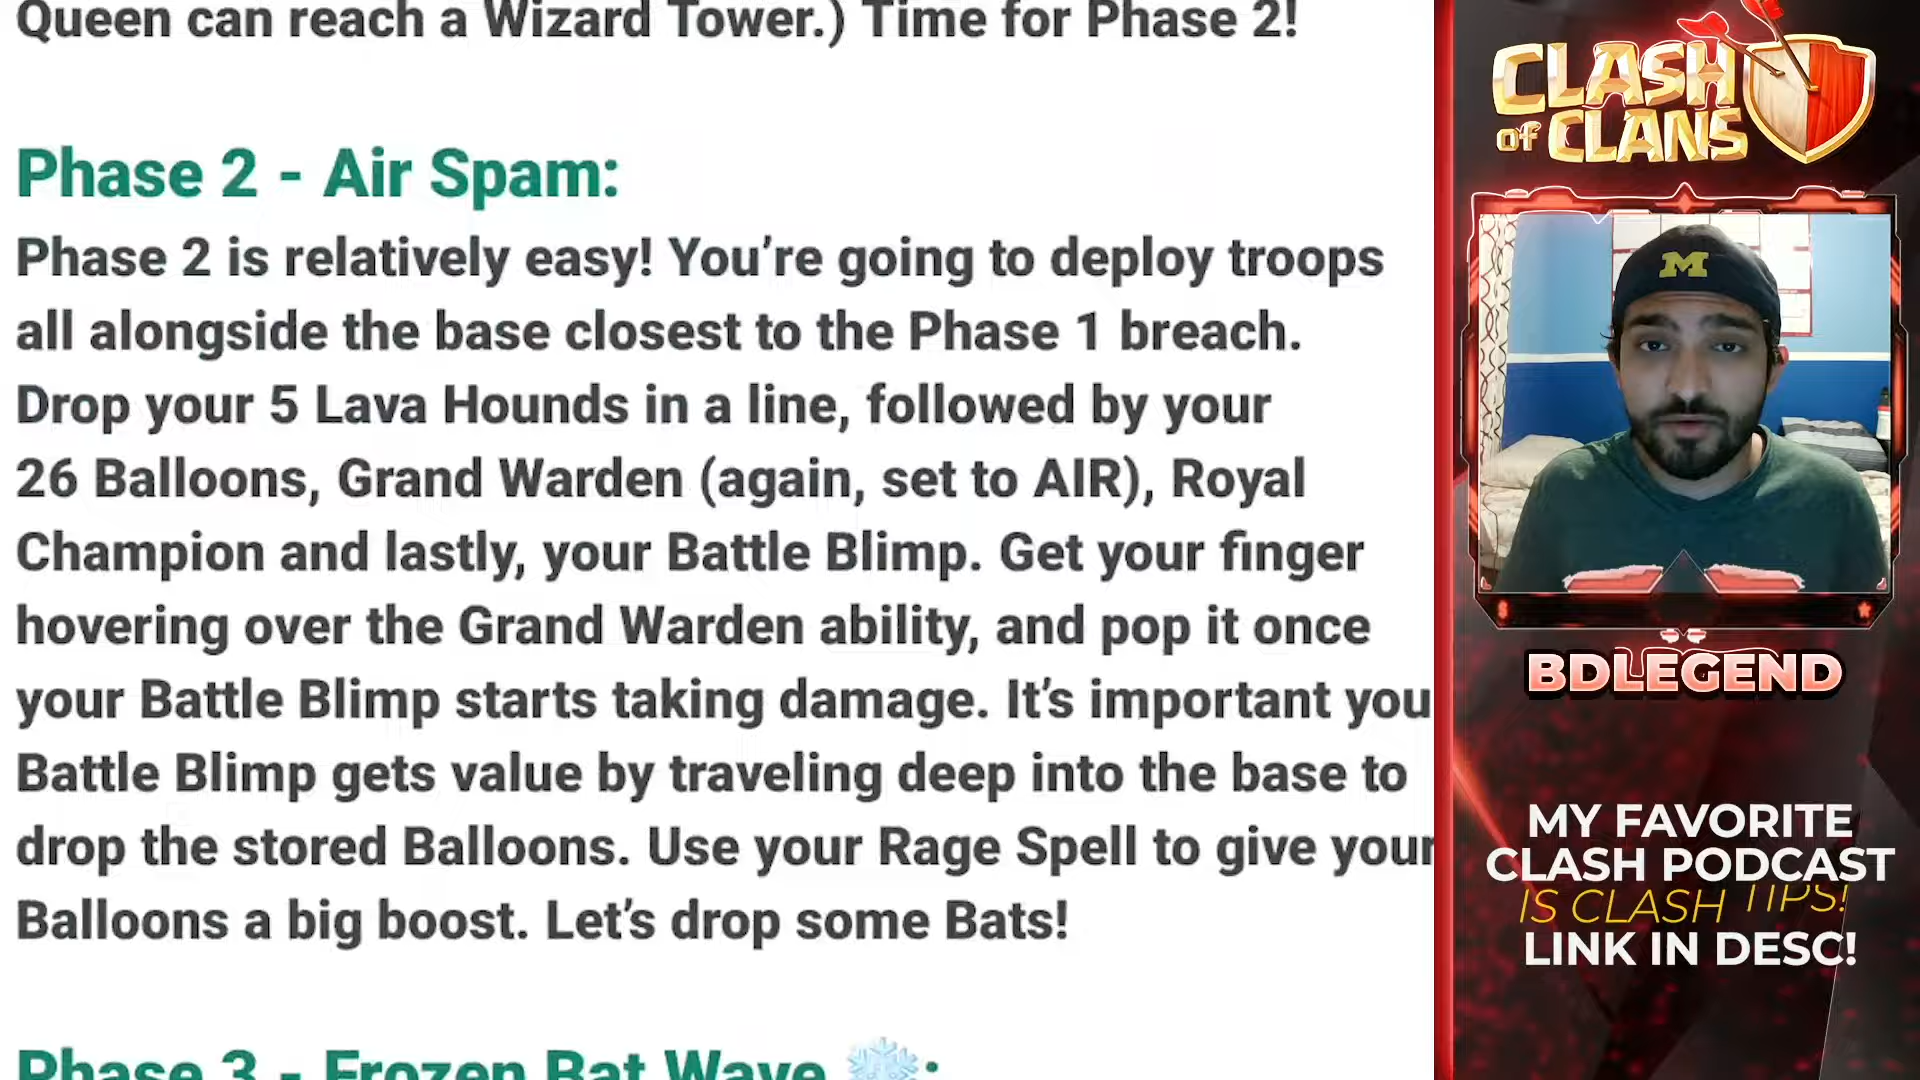 Queen can reach a Wizard Tower.) Time for Phase 2!
Phase 2 - Air Spam:
Phase 2 is relatively easy! You’re going to deploy troops
all alongside the base closest to the Phase 1 breach.
Drop your 5 Lava Hounds in a line, followed by your
26 Balloons, Grand Warden (again, set to AIR), Royal
Champion and lastly, your Battle Blimp. Get your finger
hovering over the Grand Warden ability, and pop it once
your Battle Blimp starts taking damage. It’s important you
Battle Blimp gets value by traveling deep into the base to
drop the stored Balloons. Use your Rage Spell to give your
Balloons a big boost. Let’s drop some Bats!
Phase 3 - Frozen Bat Wave ❄️:
CLASH
OF CLANS
M
BDLEGEND
MY FAVORITE
CLASH PODCAST
IS CLASH TIPS!
LINK IN DESC!